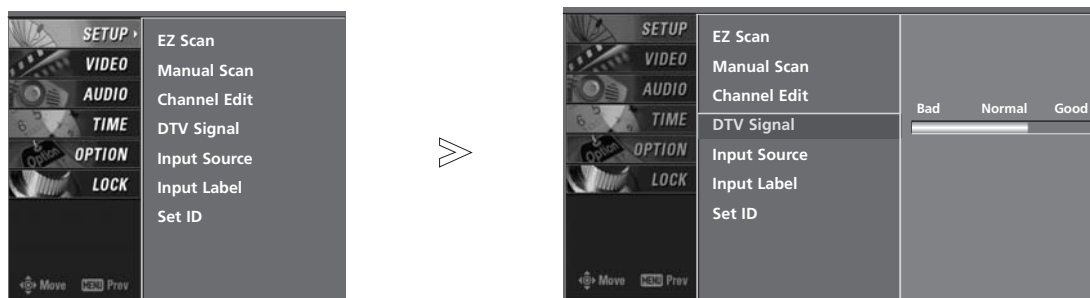 SETUP
VIDEO
AUDIO
TIME
OPTION
LOCK
Move MENU Prev
EZ Scan
Manual Scan
Channel Edit
DTV Signal
Input Source
Input Label
Set ID
>
SETUP
VIDEO
AUDIO
TIME
OPTION
LOCK
Move MENU Prev
EZ Scan
Manual Scan
Channel Edit
DTV Signal
Input Source
Input Label
Set ID
Bad Normal Good